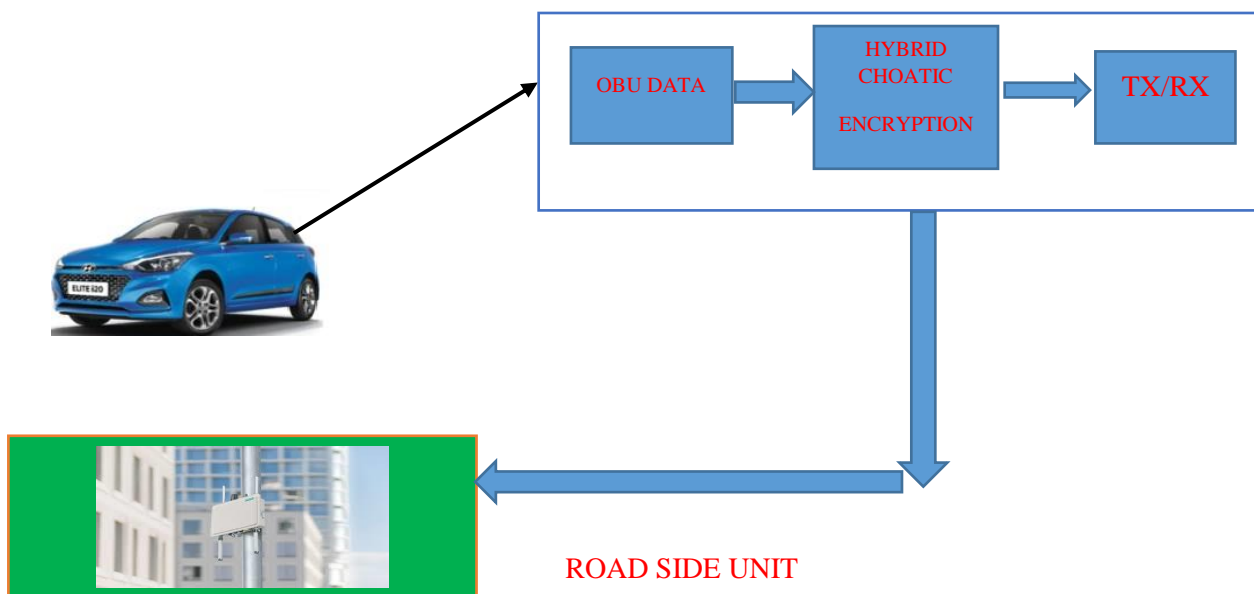 OBU DATA
HYBRID
CHOATIC
ENCRYPTION
TX/RX
ELITE i20
ROAD SIDE UNIT